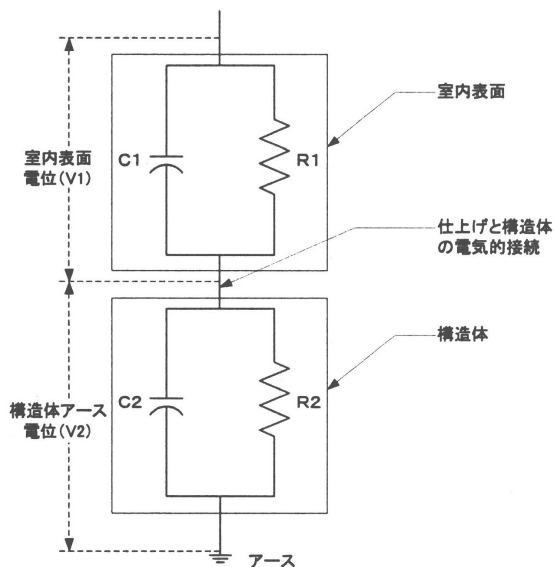 室内表面
C1
R1
室内表面
電位(V1)
仕上げと構造体
の電気的接続
構造体
C2
R2
構造体アース
電位(V2)
アース